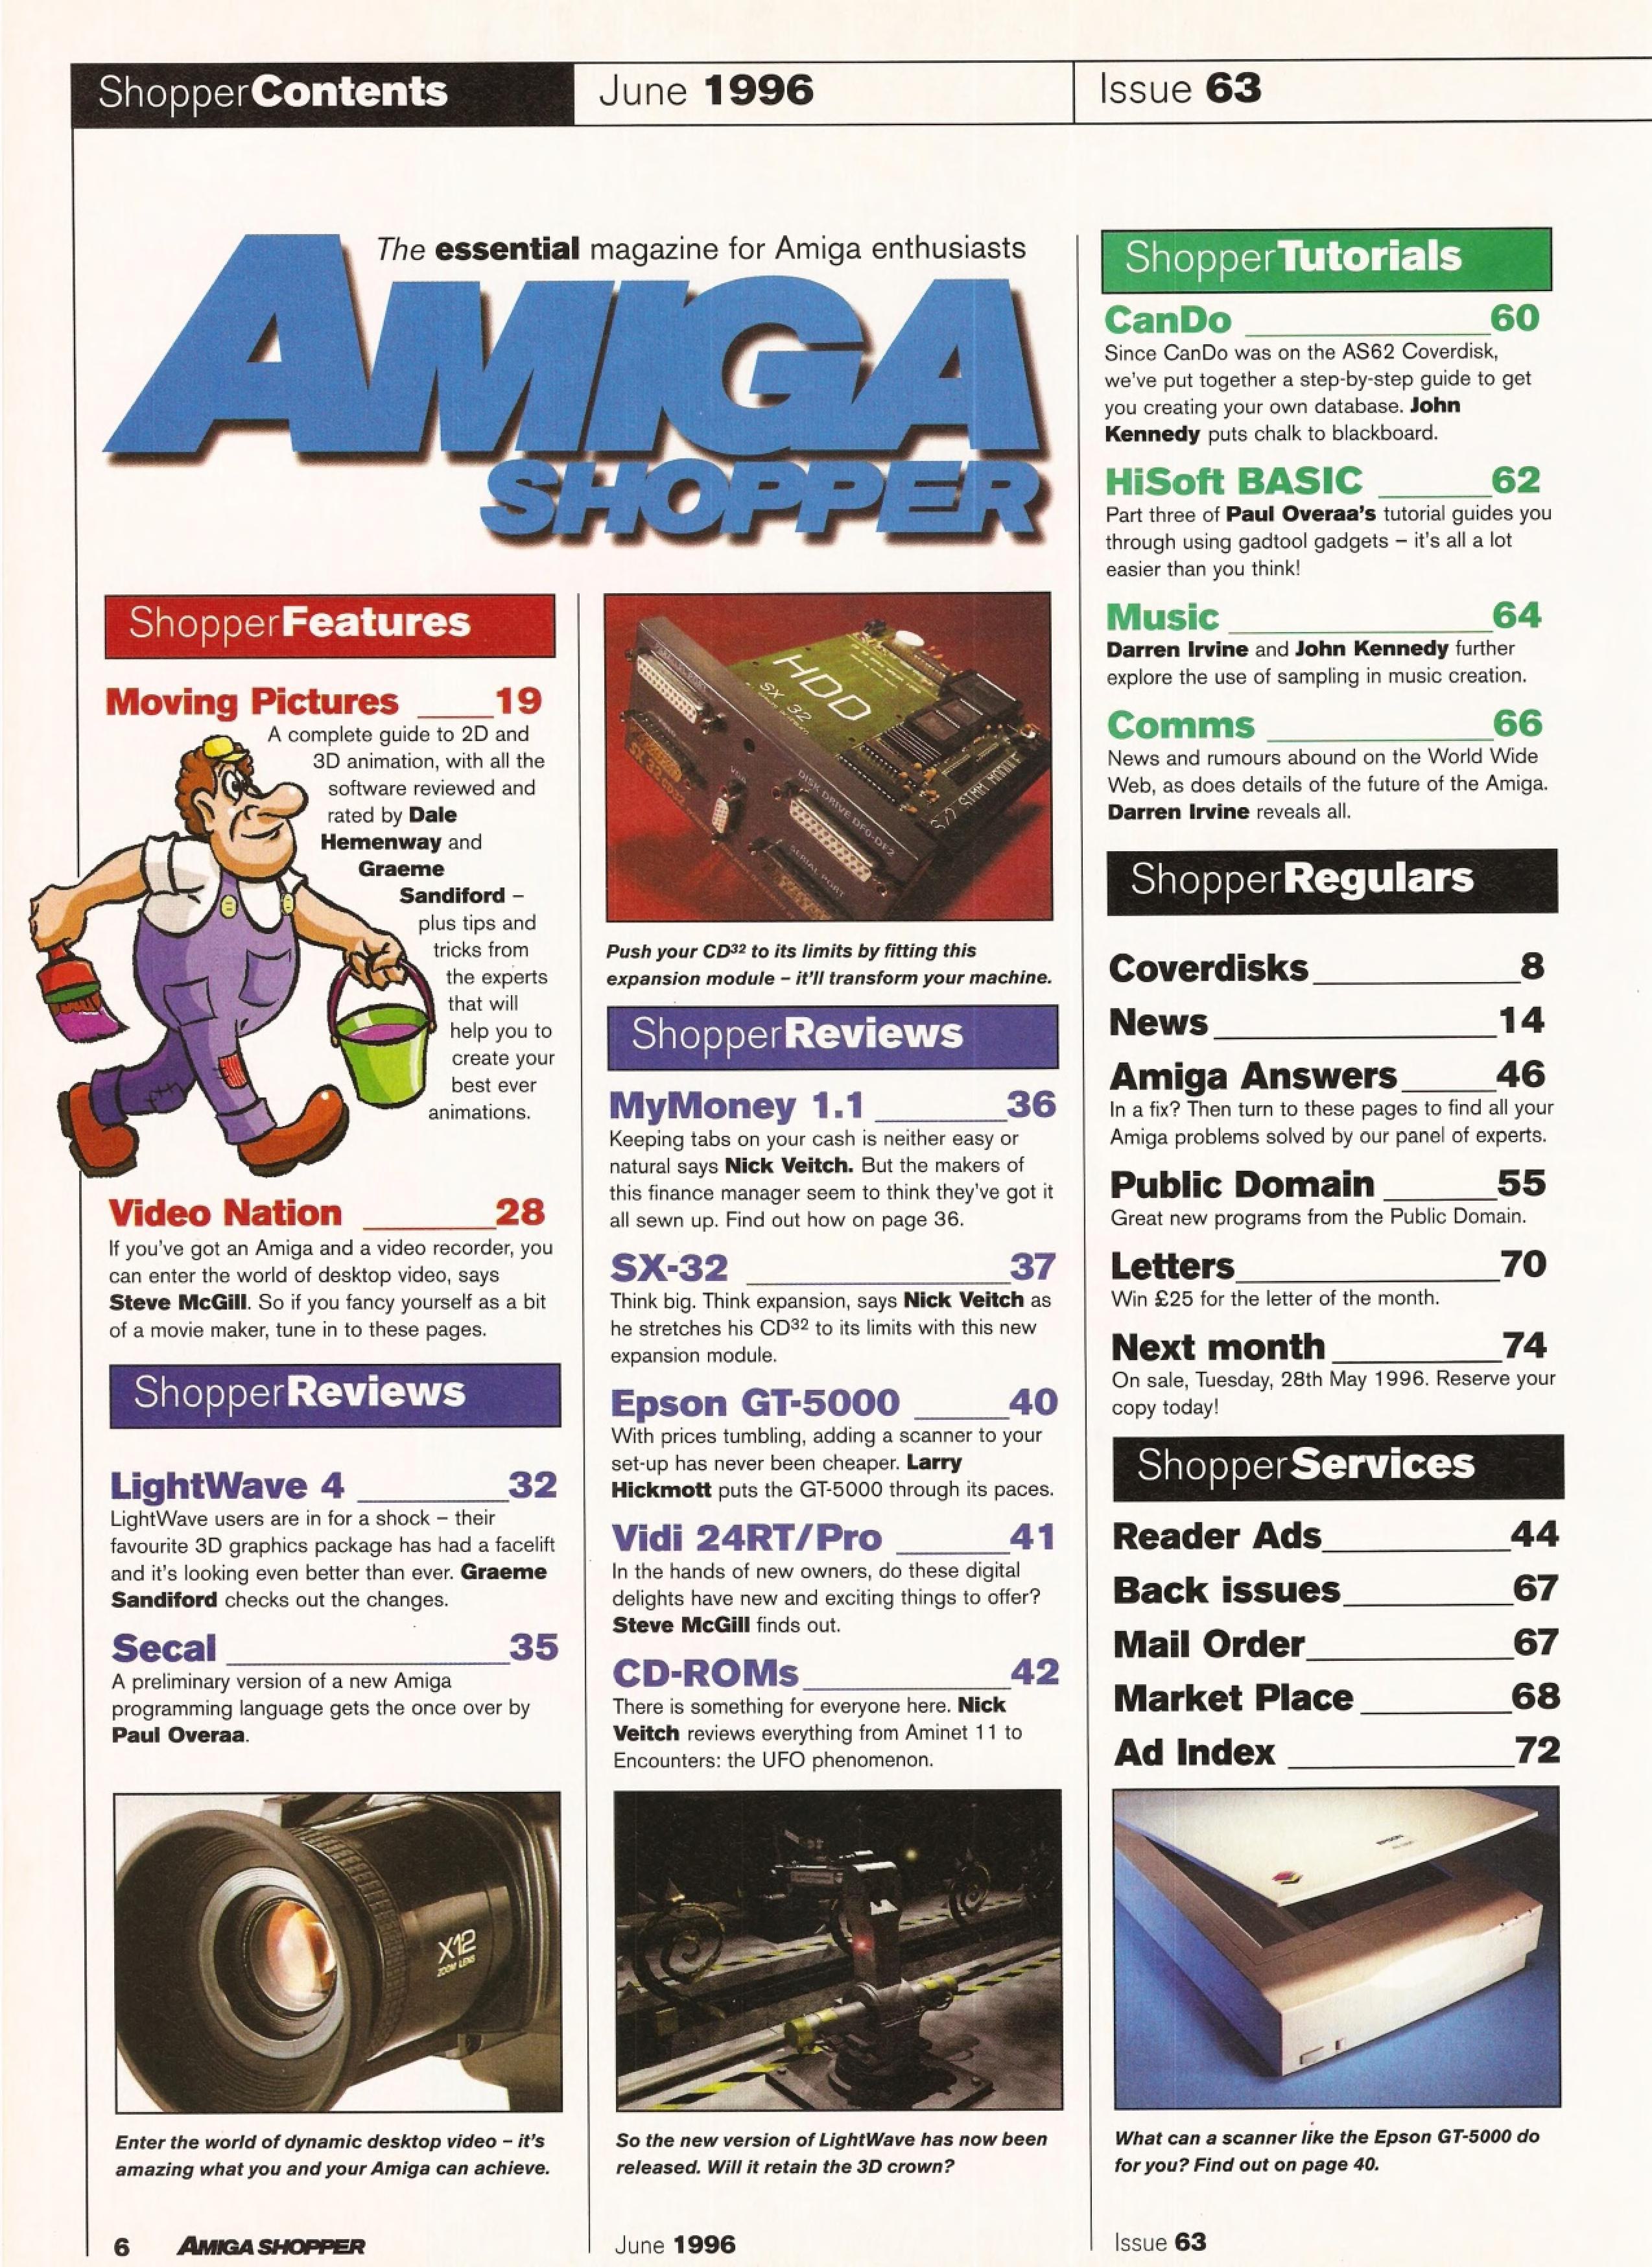 ShopperContents
June 1996
Issue 63
The essential magazine for Amiga enthusiasts
AMIGA
SHOPPER
ShopperFeatures
Moving Pictures 19
A complete guide to 2D and
3D animation, with all the
software reviewed and
rated by Dale
Hemenway and
Graeme
Sandiford –
plus tips and
tricks from
the experts
that will
help you to
create your
best ever
animations.
Video Nation 28
If you've got an Amiga and a video recorder, you
can enter the world of desktop video, says
Steve McGill. So if you fancy yourself as a bit
of a movie maker, tune in to these pages.
ShopperReviews
LightWave 4 32
LightWave users are in for a shock – their
favourite 3D graphics package has had a facelift
and it's looking even better than ever. Graeme
Sandiford checks out the changes.
Secal 35
A preliminary version of a new Amiga
programming language gets the once over by
Paul Overaa.
X12
ZOOM LENS
Enter the world of dynamic desktop video – it's
amazing what you and your Amiga can achieve.
HDD
SX 32
VGA
DISK DRIVE DF0-DF2
SERIAL PORT
SIMM MODULE
Push your CD32 to its limits by fitting this
expansion module – it'll transform your machine.
ShopperReviews
MyMoney 1.1 36
Keeping tabs on your cash is neither easy or
natural says Nick Veitch. But the makers of
this finance manager seem to think they've got it
all sewn up. Find out how on page 36.
SX-32 37
Think big. Think expansion, says Nick Veitch as
he stretches his CD32 to its limits with this new
expansion module.
Epson GT-5000 40
With prices tumbling, adding a scanner to your
set-up has never been cheaper. Larry
Hickmott puts the GT-5000 through its paces.
Vidi 24RT/Pro 41
In the hands of new owners, do these digital
delights have new and exciting things to offer?
Steve McGill finds out.
CD-ROMs 42
There is something for everyone here. Nick
Veitch reviews everything from Aminet 11 to
Encounters: the UFO phenomenon.
So the new version of LightWave has now been
released. Will it retain the 3D crown?
ShopperTutorials
CanDo 60
Since CanDo was on the AS62 Coverdisk,
we've put together a step-by-step guide to get
you creating your own database. John
Kennedy puts chalk to blackboard.
HiSoft BASIC 62
Part three of Paul Overaa's tutorial guides you
through using gadtool gadgets – it's all a lot
easier than you think!
Music 64
Darren Irvine and John Kennedy further
explore the use of sampling in music creation.
Comms 66
News and rumours abound on the World Wide
Web, as does details of the future of the Amiga.
Darren Irvine reveals all.
ShopperRegulars
Coverdisks 8
News 14
Amiga Answers 46
In a fix? Then turn to these pages to find all your
Amiga problems solved by our panel of experts.
Public Domain 55
Great new programs from the Public Domain.
Letters 70
Win £25 for the letter of the month.
Next month 74
On sale, Tuesday, 28th May 1996. Reserve your
copy today!
ShopperServices
Reader Ads 44
Back issues 67
Mail Order 67
Market Place 68
Ad Index 72
EPSON
What can a scanner like the Epson GT-5000 do
for you? Find out on page 40.
6 AMIGA SHOPPER
June 1996
Issue 63